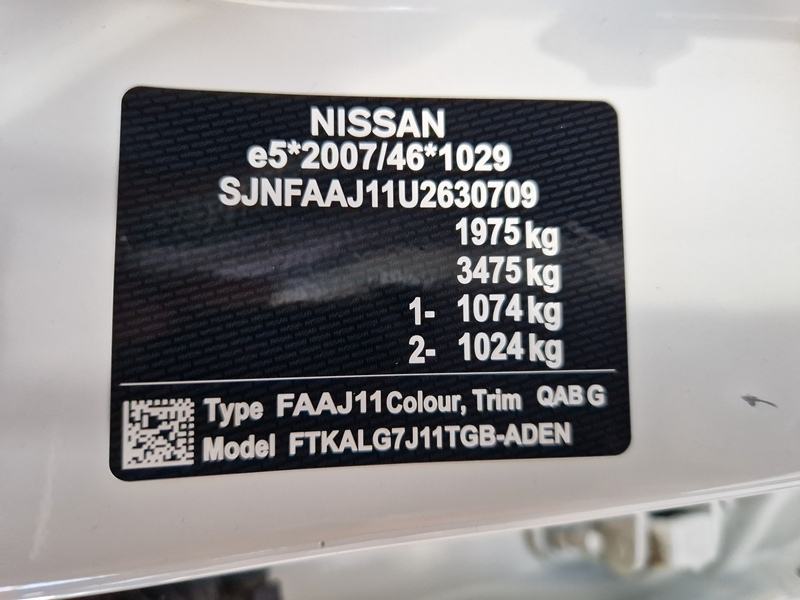 NISSAN
e5*2007/46*1029
SJNFAAJ11U2630709
1975 kg
3475 kg
1- 1074 kg
2- 1024 kg
Type FAAJ11 Colour, Trim QAB G
Model FTKALG7J11TGB-ADEN